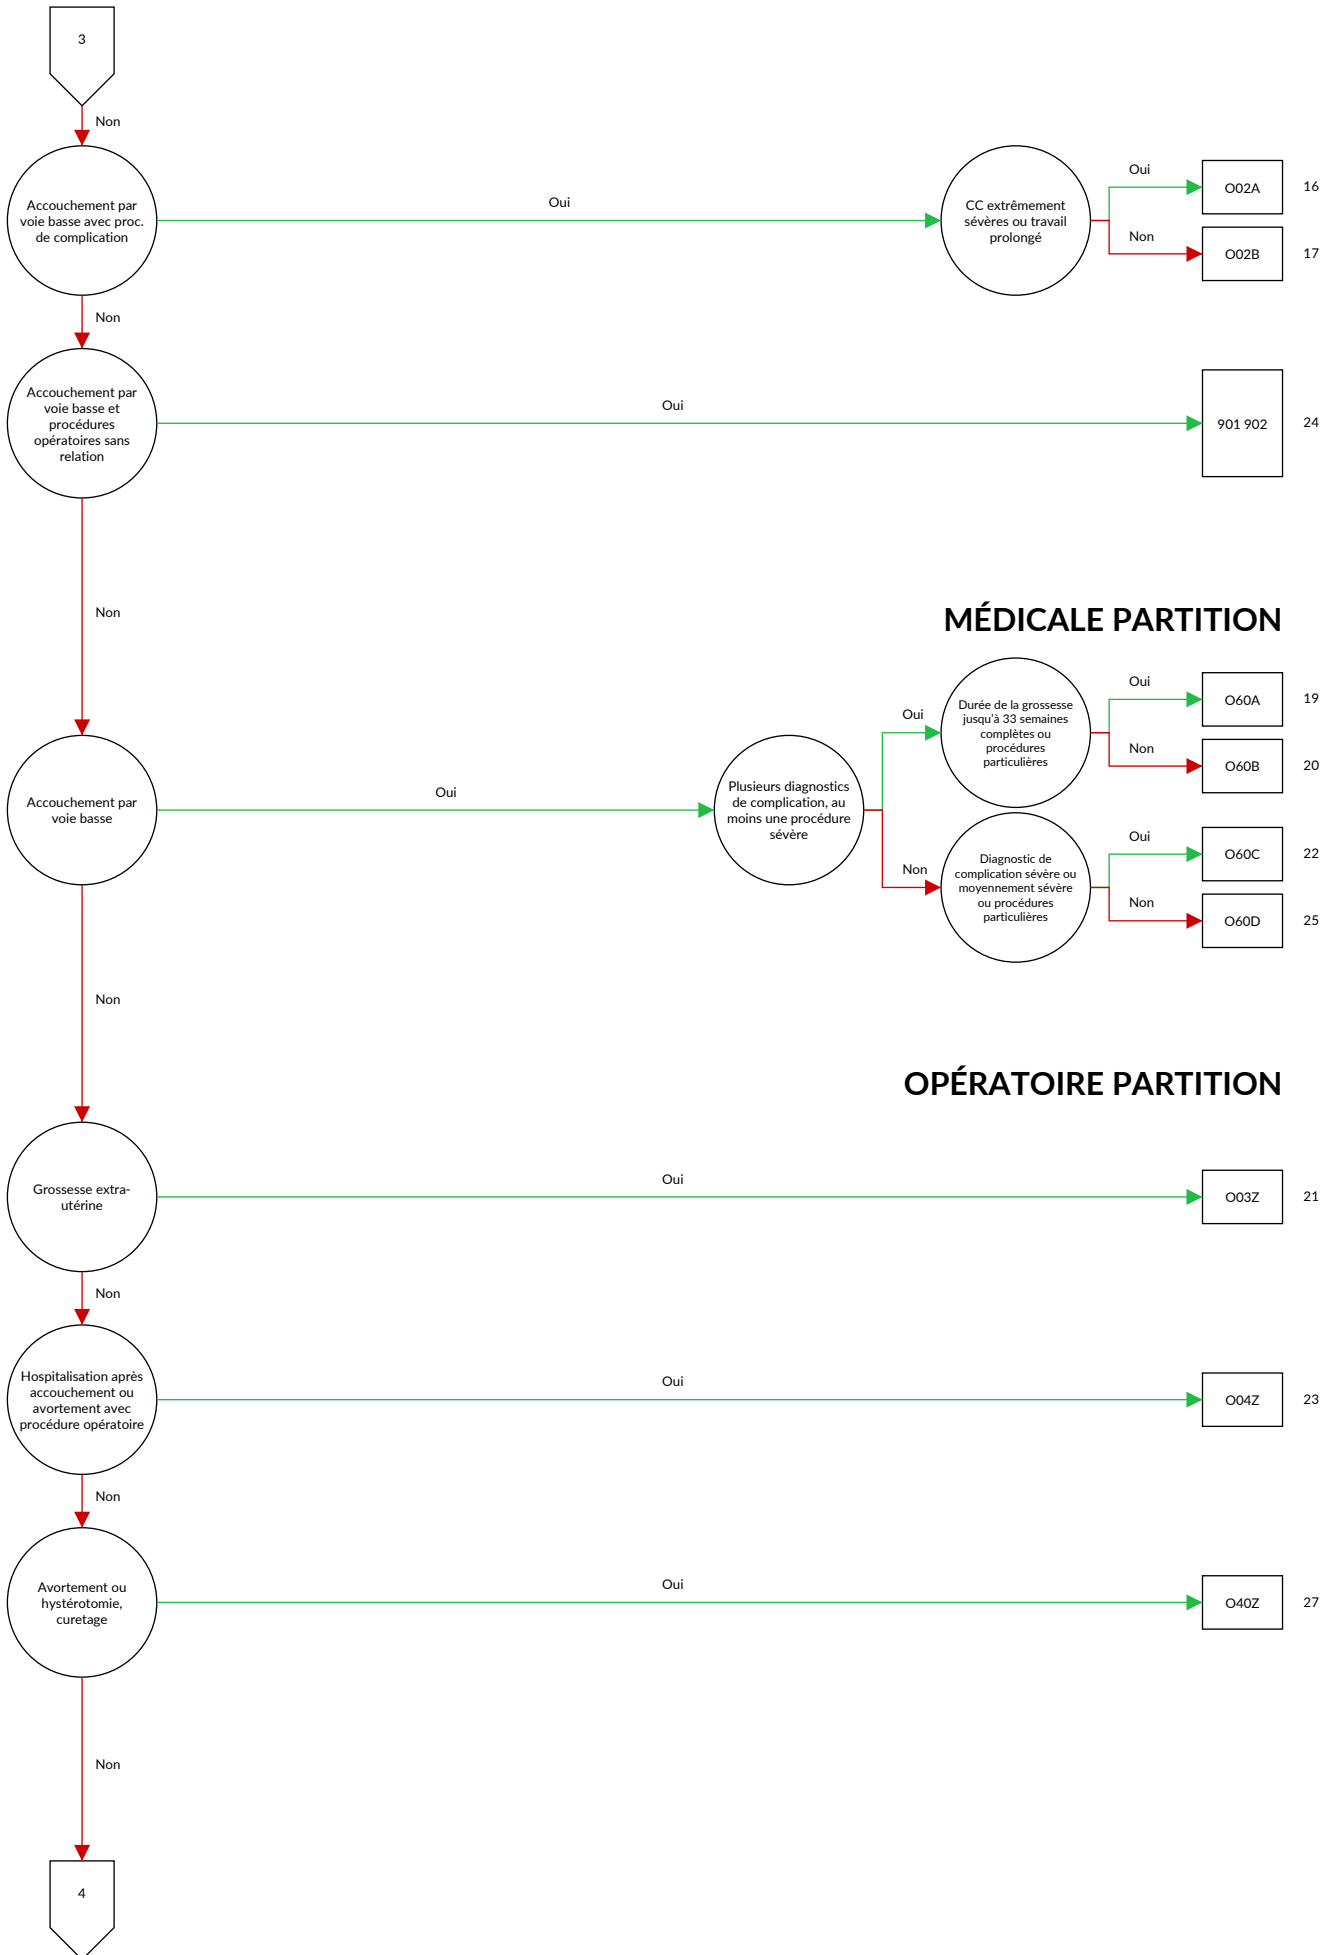 3
Non
Accouchement par
voie basse avec proc.
de complication
Oui
CC extrêmement
sévères ou travail
prolongé
Oui
O02A
16
Non
O02B
17
Non
Accouchement par
voie basse et
procédures
opératoires sans
relation
Oui
901 902
24
Non
MÉDICALE PARTITION
Accouchement par
voie basse
Oui
Plusieurs diagnostics
de complication, au
moins une procédure
sévère
Oui
Durée de la grossesse
jusqu'à 33 semaines
complètes ou
procédures
particulières
Oui
O60A
19
Non
O60B
20
Non
Diagnostic de
complication sévère ou
moyennement sévère
ou procédures
particulières
Oui
O60C
22
Non
O60D
25
Non
OPÉRATOIRE PARTITION
Grossesse extra-
utérine
Oui
O03Z
21
Non
Hospitalisation après
accouchement ou
avortement avec
procédure opératoire
Oui
O04Z
23
Non
Avortement ou
hystérotomie,
curetage
Oui
O40Z
27
Non
4